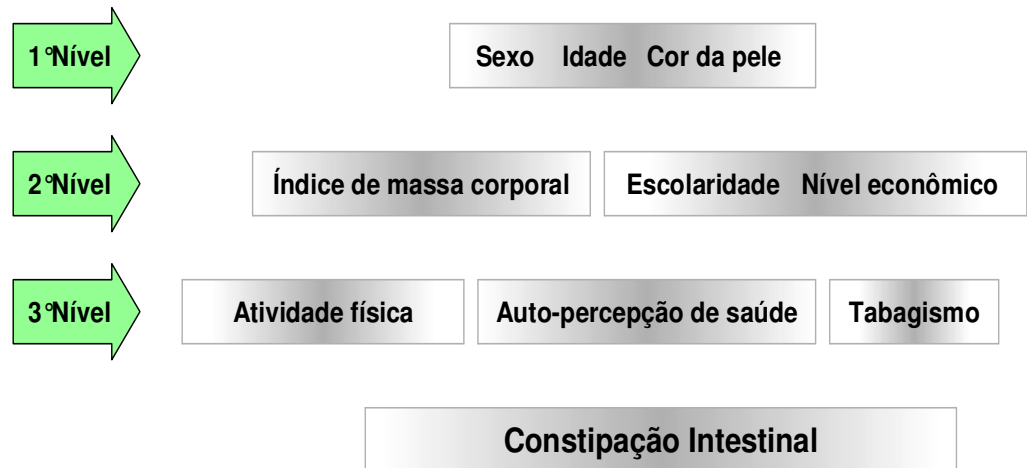 1°Nível
Sexo Idade Cor da pele
2°Nível
Índice de massa corporal
Escolaridade Nível econômico
3°Nível
Atividade física
Auto-percepção de saúde
Tabagismo
Constipação Intestinal